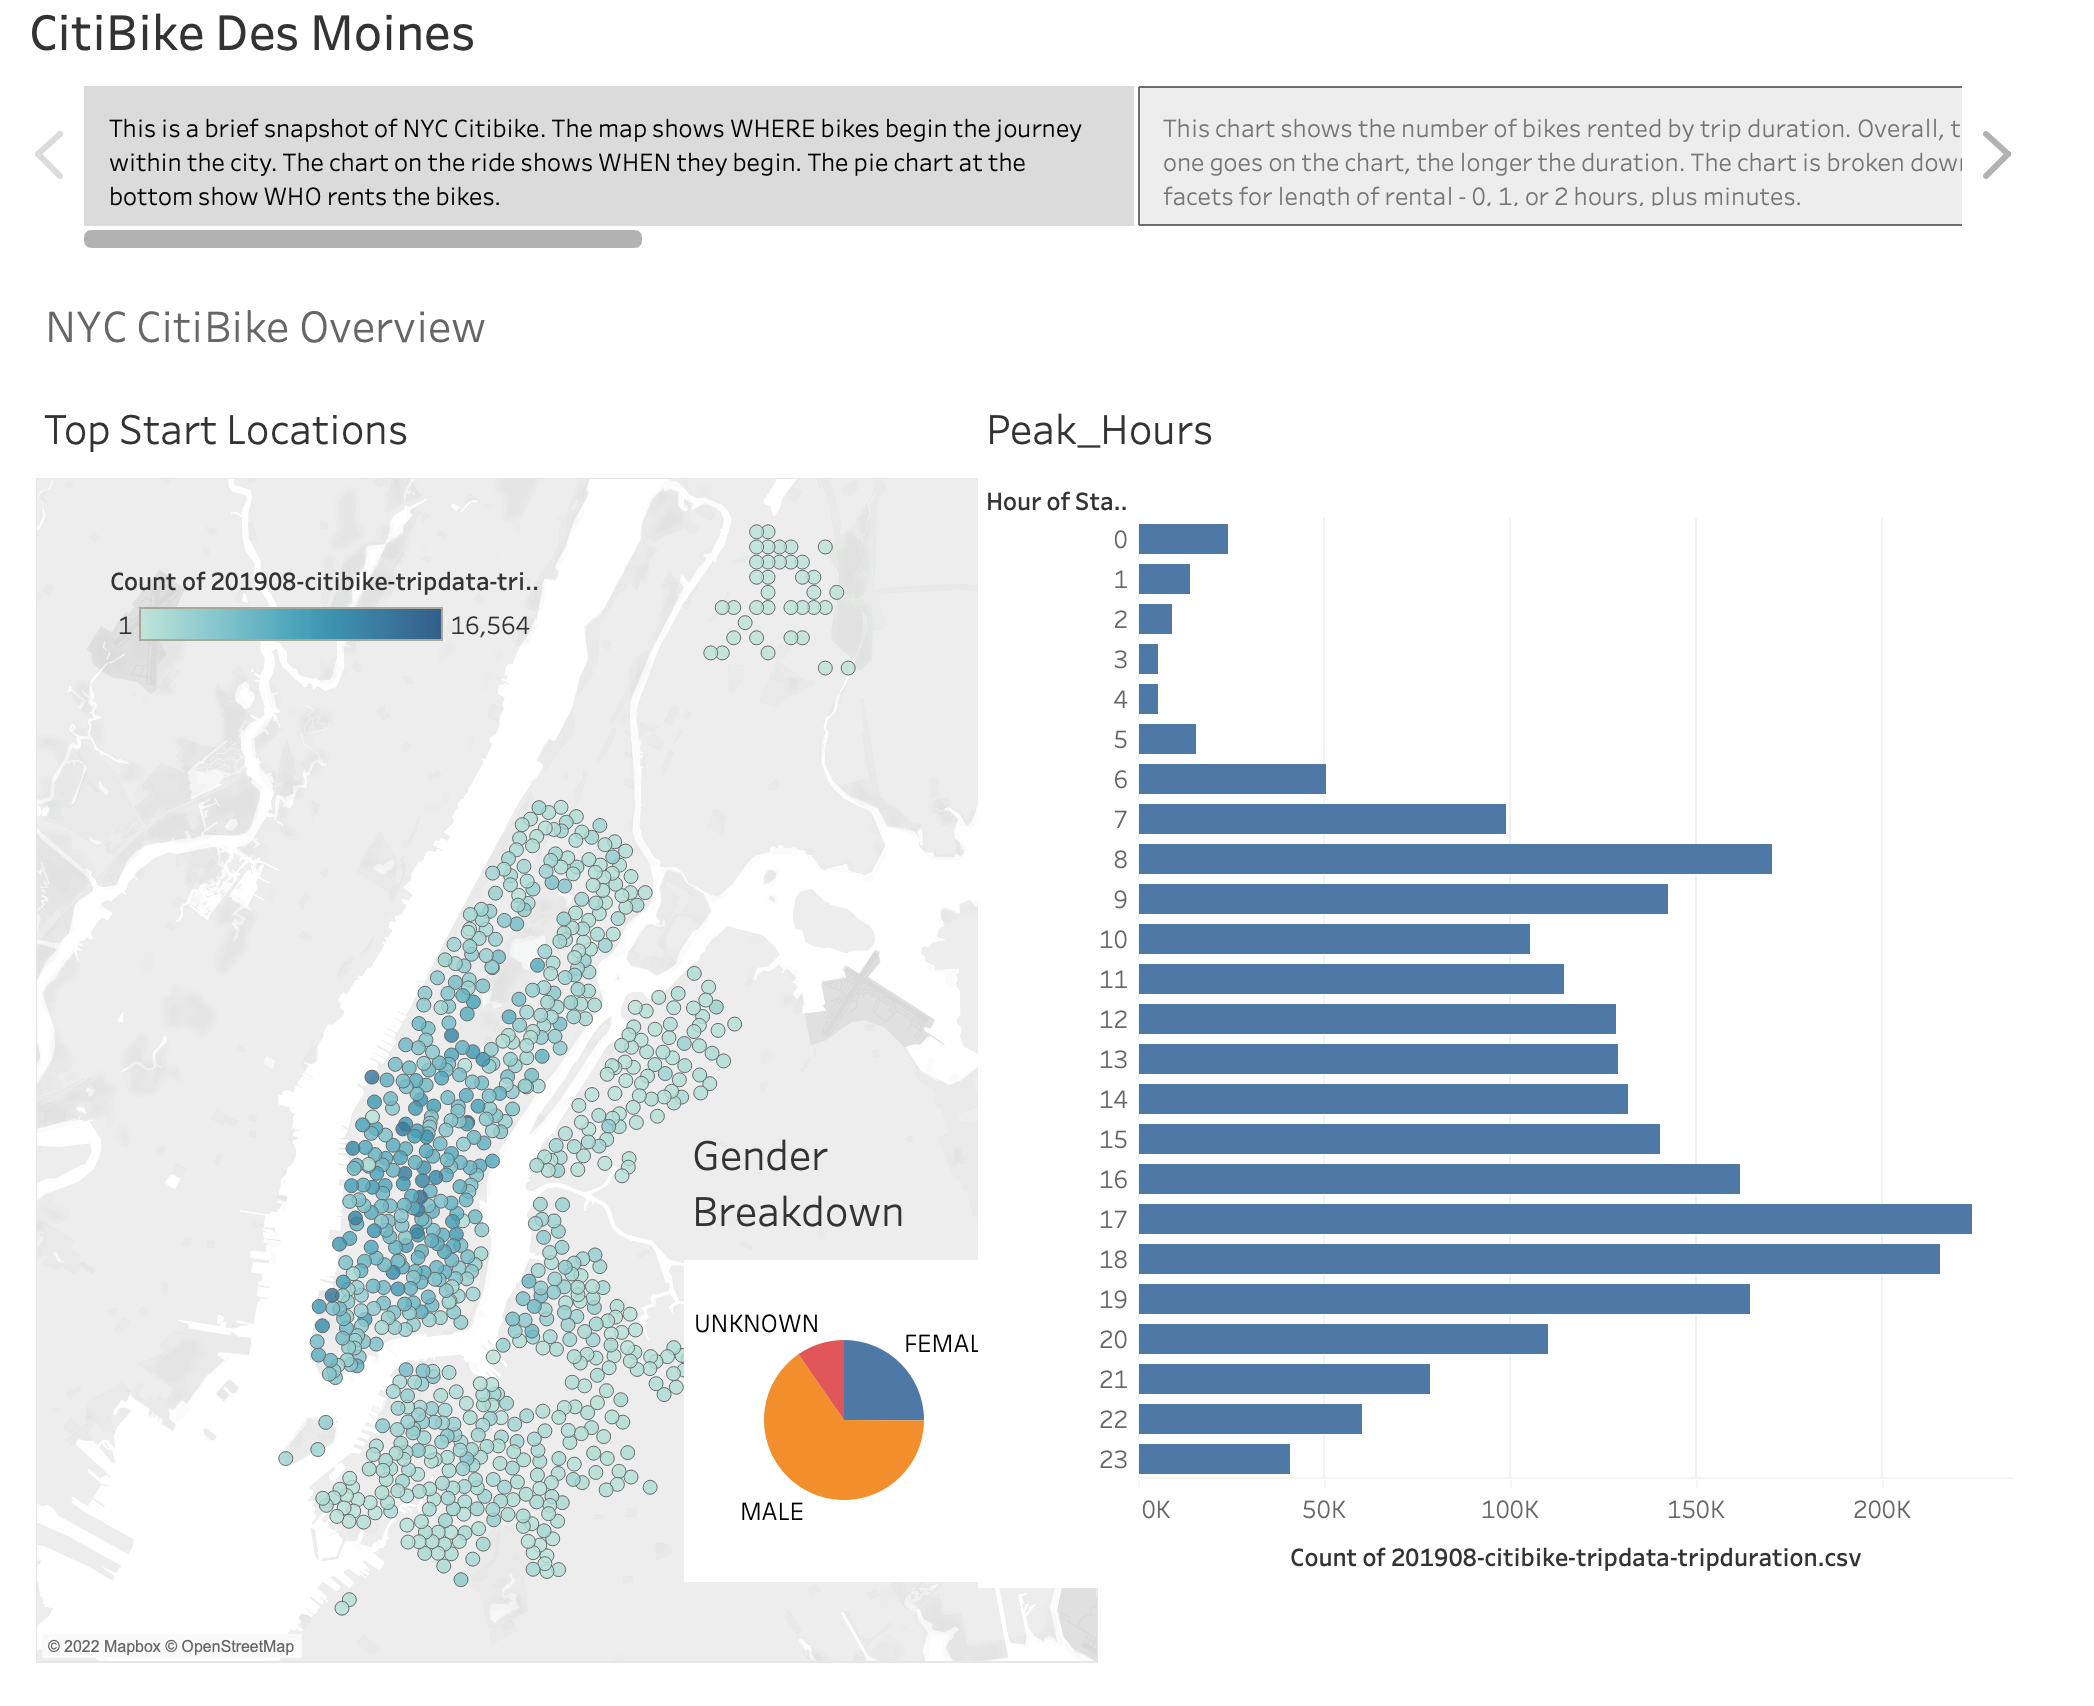 CitiBike Des Moines
This is a brief snapshot of NYC Citibike. The map shows WHERE bikes begin the journey
within the city. The chart on the ride shows WHEN they begin. The pie chart at the
bottom show WHO rents the bikes.
This chart shows the number of bikes rented by trip duration. Overall, t
one goes on the chart, the longer the duration. The chart is broken down
facets for length of rental - 0, 1, or 2 hours, plus minutes.
NYC CitiBike Overview
Top Start Locations
Count of 201908-citibike-tripdata-tri..
1 16,564
Gender
Breakdown
UNKNOWN
FEMAL
MALE
© 2022 Mapbox © OpenStreetMap
Peak_Hours
Hour of Sta..
0
1
2
3
4
5
6
7
8
9
10
11
12
13
14
15
16
17
18
19
20
21
22
23
0K 50K 100K 150K 200K
Count of 201908-citibike-tripdata-tripduration.csv